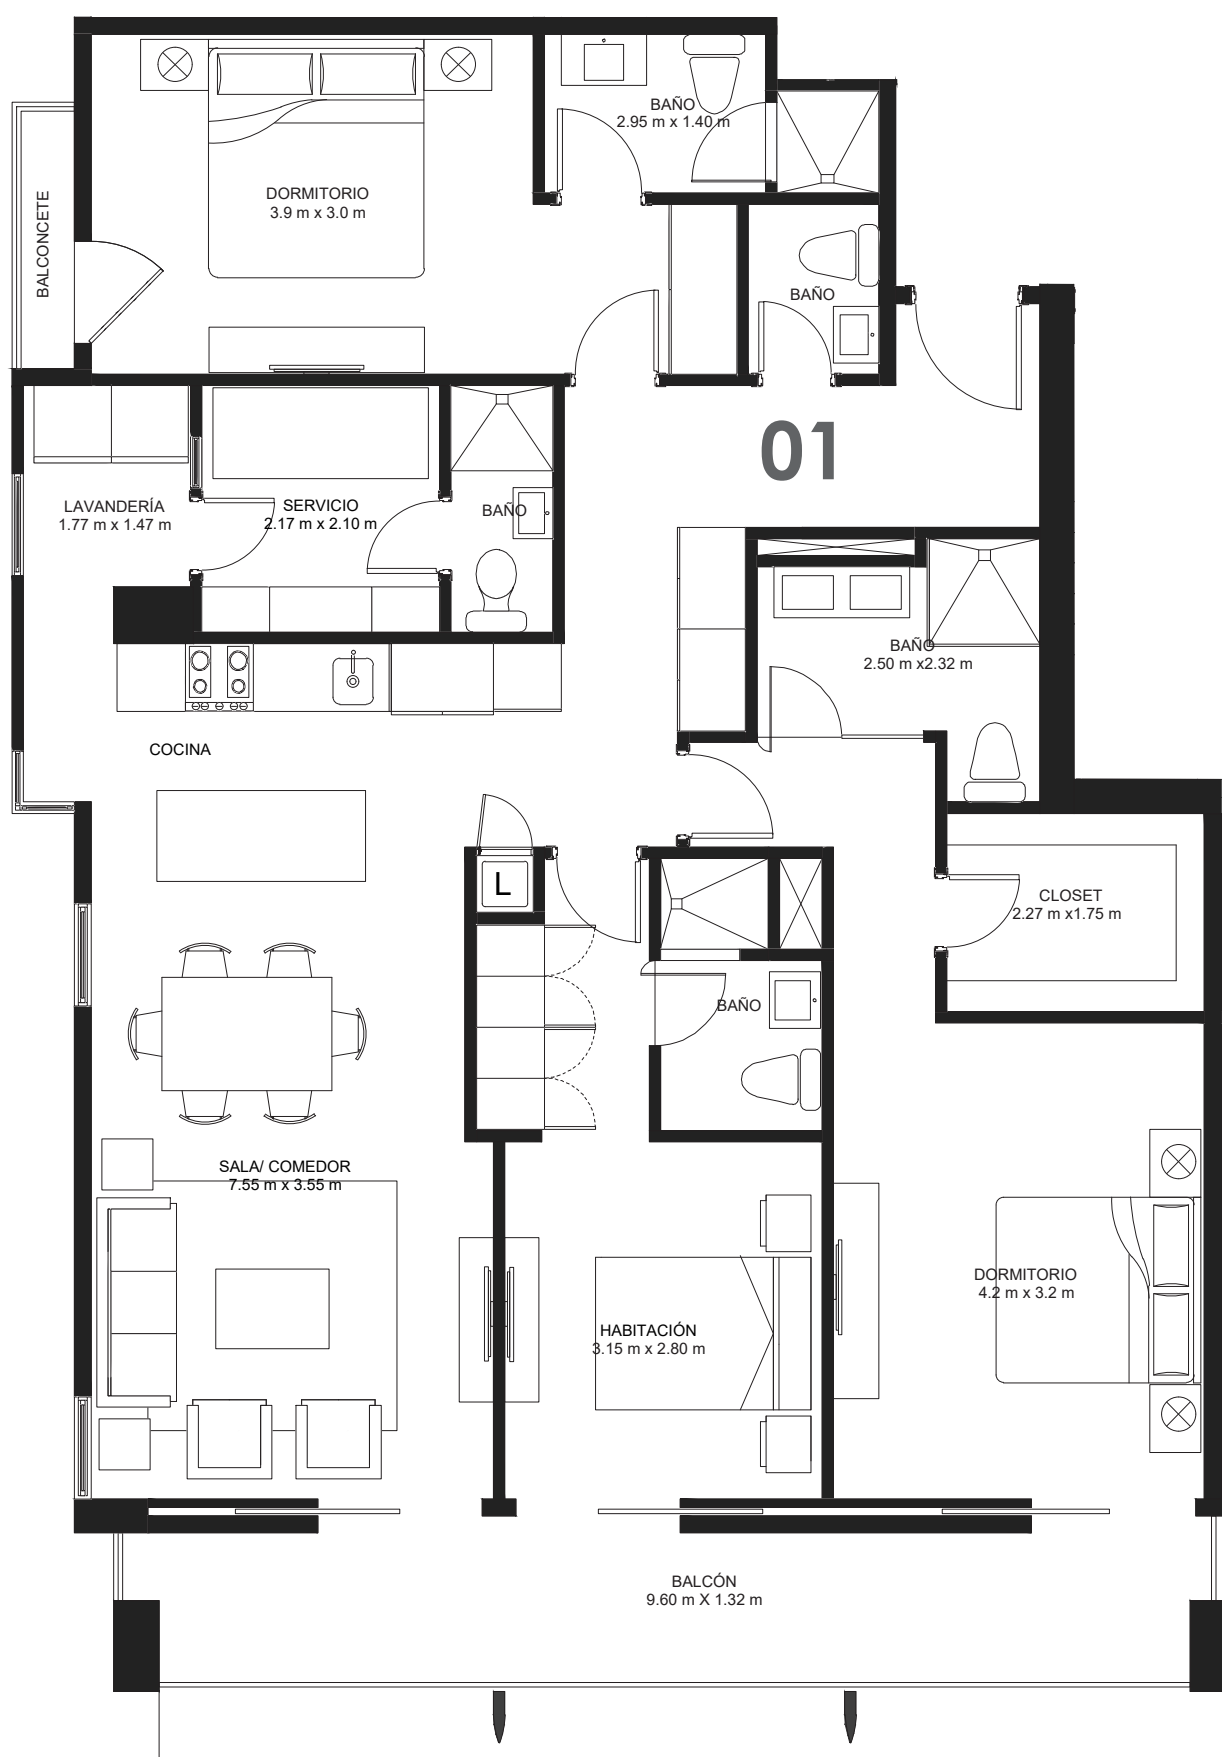 BAÑO
2.95 m x 1.40 m
DORMITORIO
3.9 m x 3.0 m
BALCONCETE
BAÑO
01
LAVANDERÍA
1.77 m x 1.47 m
SERVICIO
2.17 m x 2.10 m
BAÑO
BAÑO
2.50 m x2.32 m
COCINA
L
CLOSET
2.27 m x1.75 m
BAÑO
SALA/ COMEDOR
7.55 m x 3.55 m
DORMITORIO
4.2 m x 3.2 m
HABITACIÓN
3.15 m x 2.80 m
BALCÓN
9.60 m X 1.32 m